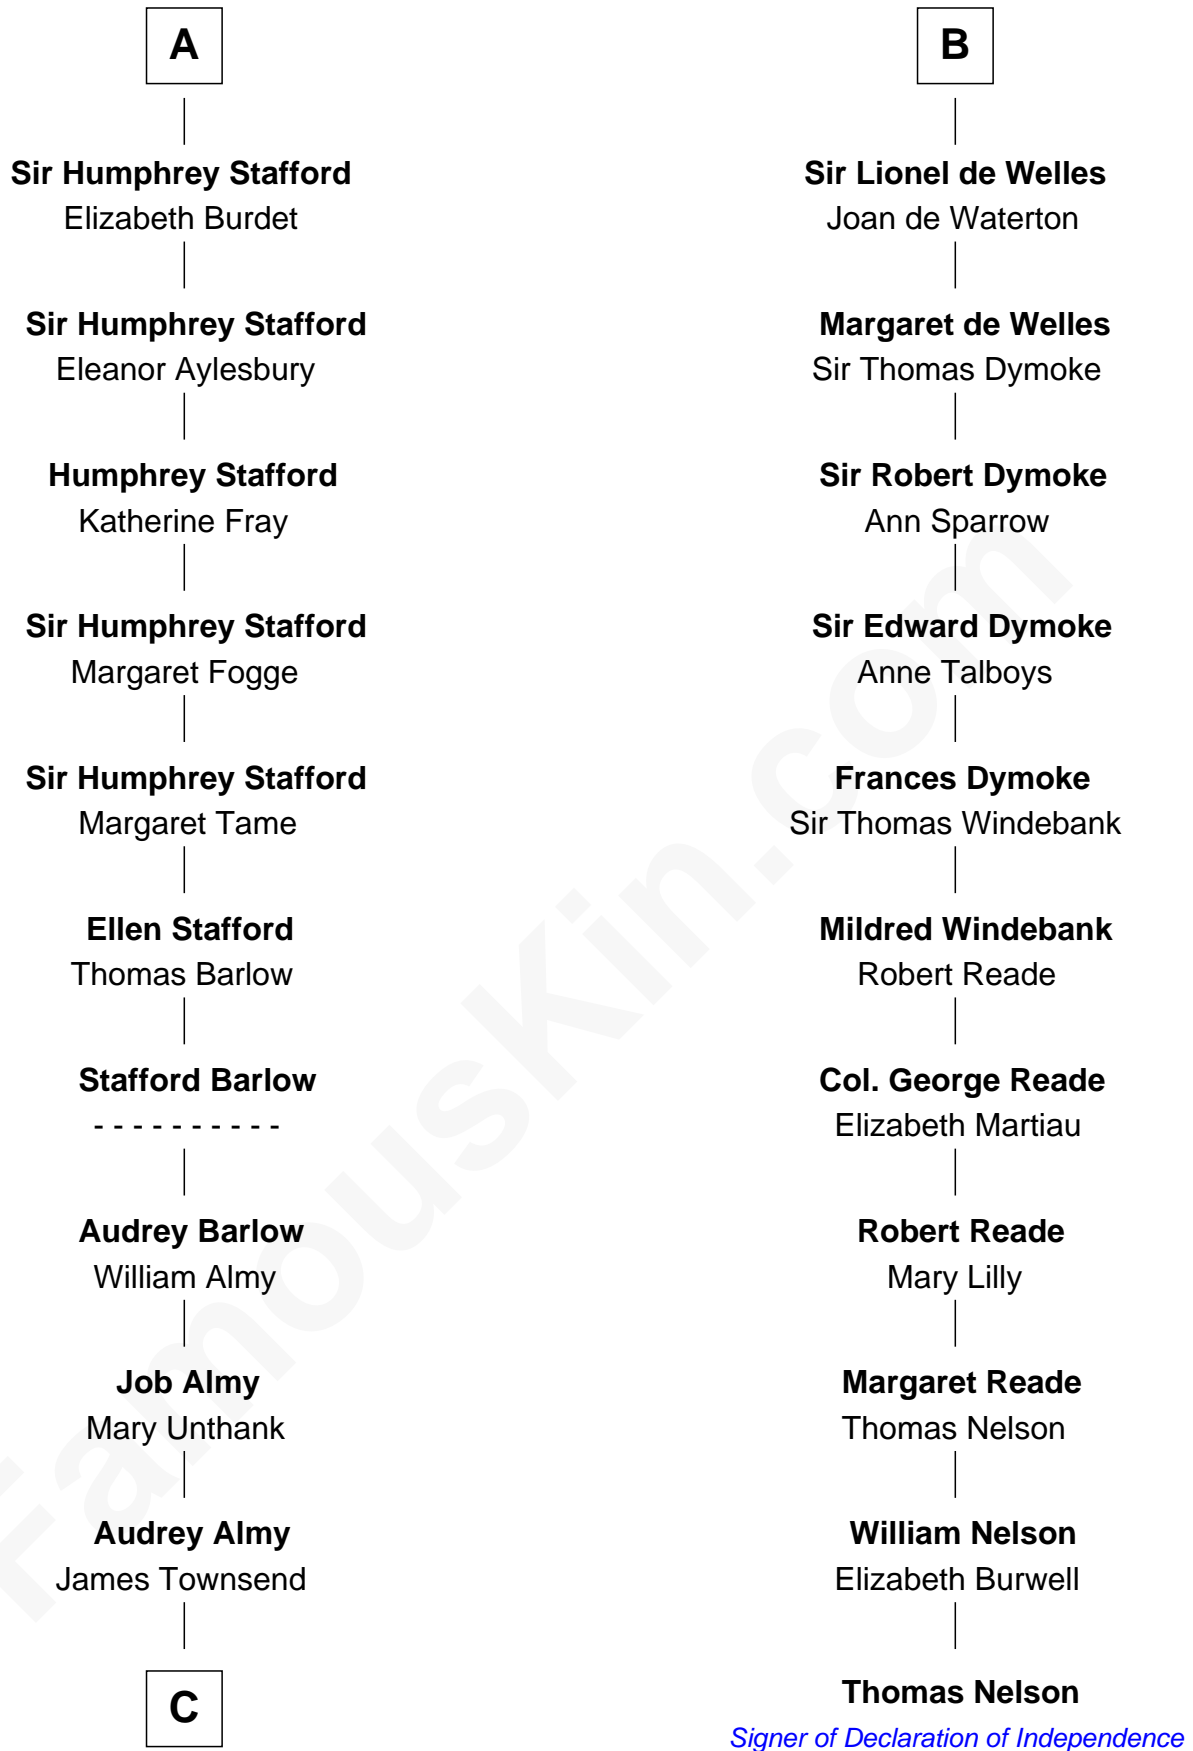 A
Sir Humphrey Stafford
Elizabeth Burdet
Sir Humphrey Stafford
Eleanor Aylesbury
Humphrey Stafford
Katherine Fray
Sir Humphrey Stafford
Margaret Fogge
Sir Humphrey Stafford
Margaret Tame
Ellen Stafford
Thomas Barlow
Stafford Barlow
- - - - - - - - - -
Audrey Barlow
William Almy
Job Almy
Mary Unthank
Audrey Almy
James Townsend
C
B
Sir Lionel de Welles
Joan de Waterton
Margaret de Welles
Sir Thomas Dymoke
Sir Robert Dymoke
Ann Sparrow
Sir Edward Dymoke
Anne Talboys
Frances Dymoke
Sir Thomas Windebank
Mildred Windebank
Robert Reade
Col. George Reade
Elizabeth Martiau
Robert Reade
Mary Lilly
Margaret Reade
Thomas Nelson
William Nelson
Elizabeth Burwell
Thomas Nelson
Signer of Declaration of Independence
FamousKin.com